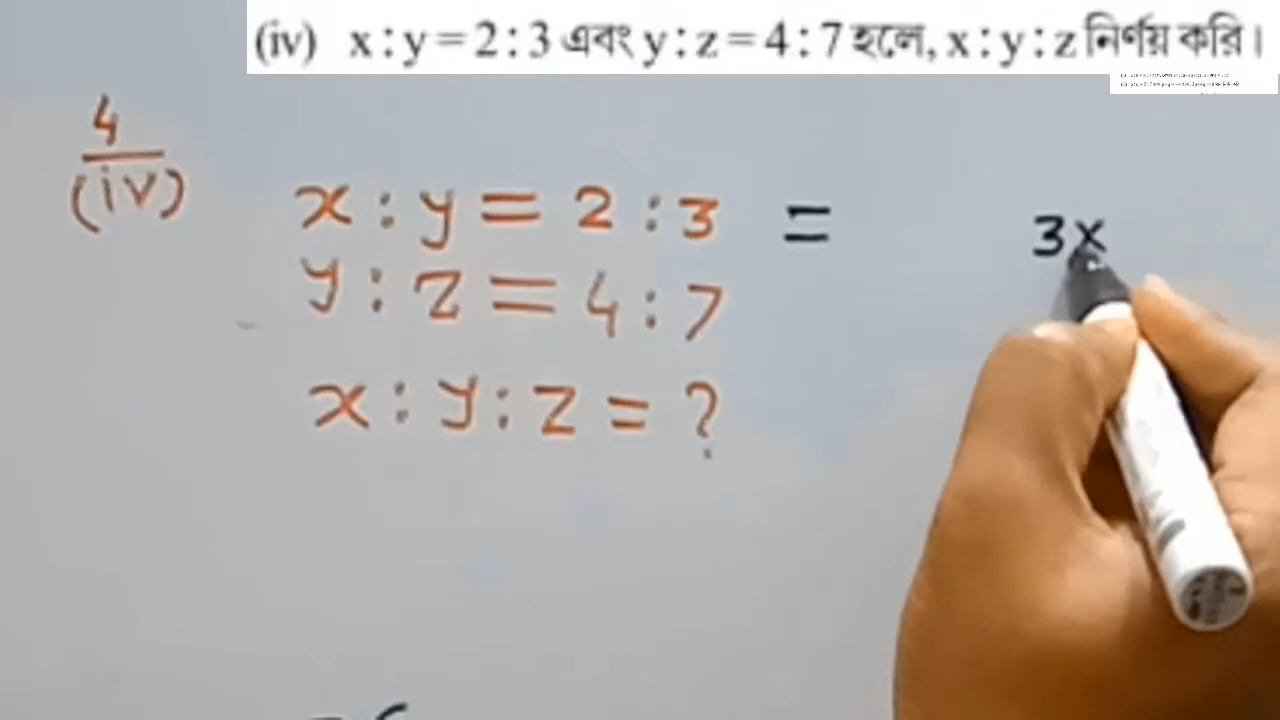 (iv) x : y = 2 : 3 এবং y : z = 4 : 7 হলে, x : y : z নির্ণয় করি।
4
(iv)
x : y = 2 : 3 = 3x
y : z = 4 : 7
x : y : z = ?